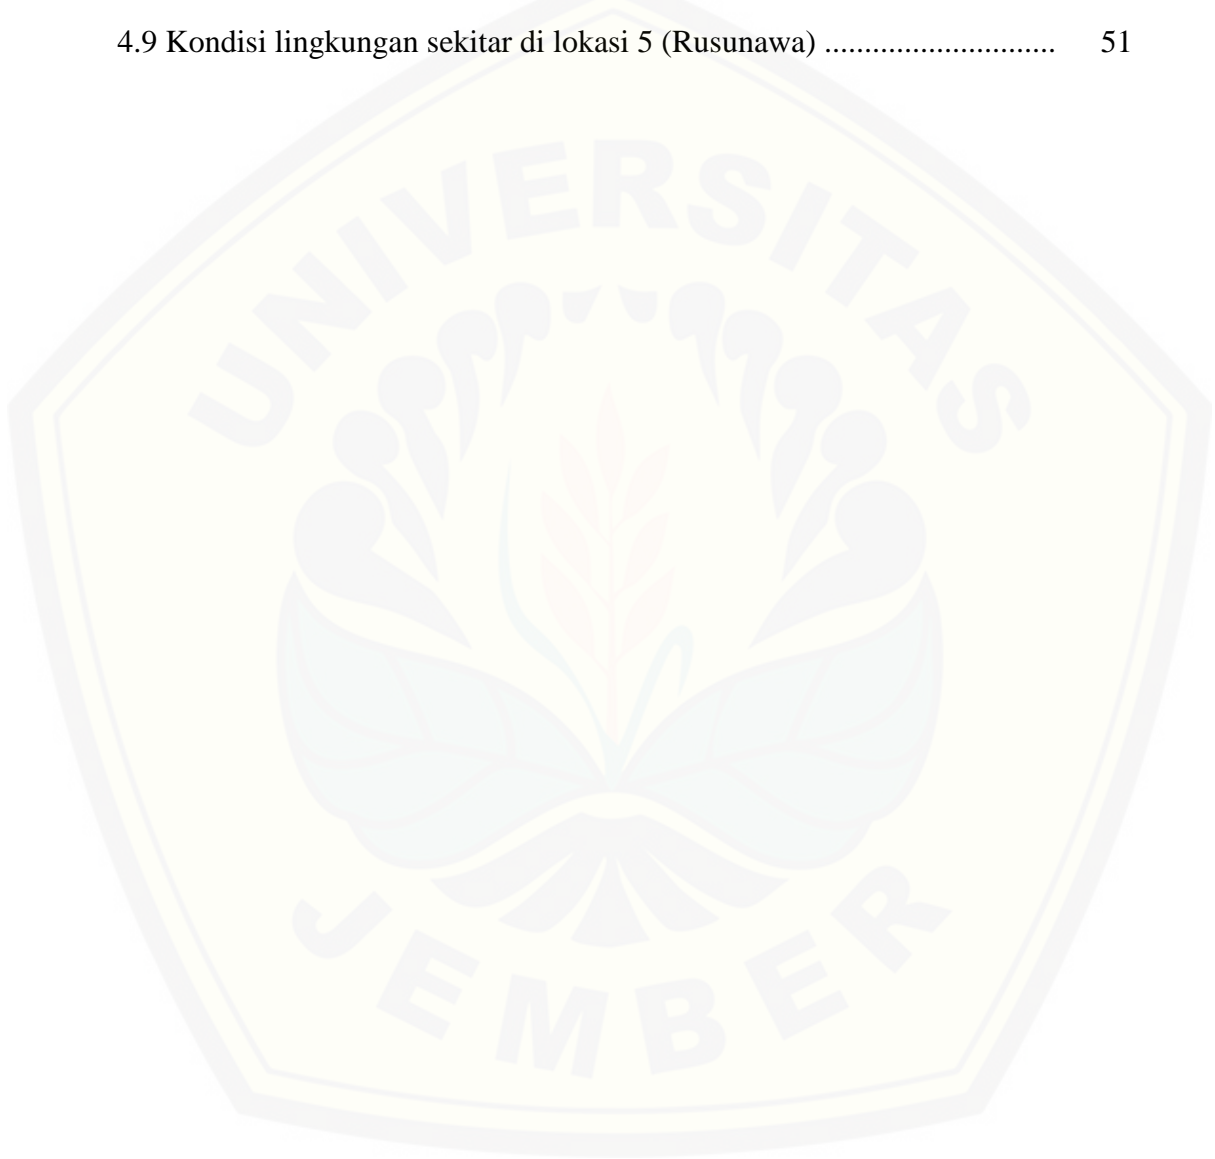 4.9 Kondisi lingkungan sekitar di lokasi 5 (Rusunawa) ............................. 51
UNIVERSITAS
JEMBER